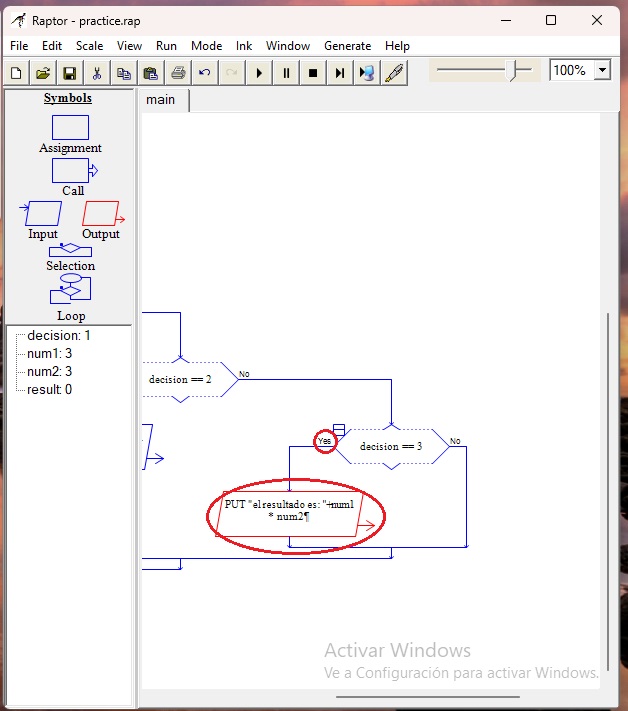 Raptor - practice.rap
File Edit Scale View Run Mode Ink Window Generate Help
100%
Symbols
Assignment
Call
Input Output
Selection
Loop
decision: 1
num1: 3
num2: 3
result: 0
main
decision == 2
No
Yes
decision == 3
No
PUT "el resultado es: "+num1
* num2¶
Activar Windows
Ve a Configuración para activar Windows.